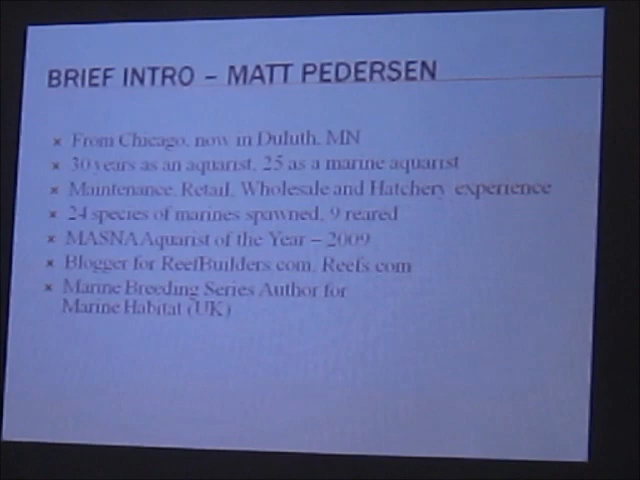 BRIEF INTRO – MATT PEDERSEN
From Chicago, now in Duluth, MN
30 years as an aquarist, 25 as a marine aquarist
Maintenance, Retail, Wholesale and Hatchery experience
24 species of marines spawned, 9 reared
MASNA Aquarist of the Year – 2009
Blogger for ReefBuilders.com, Reefs.com
Marine Breeding Series Author for
Marine Habitat (UK)